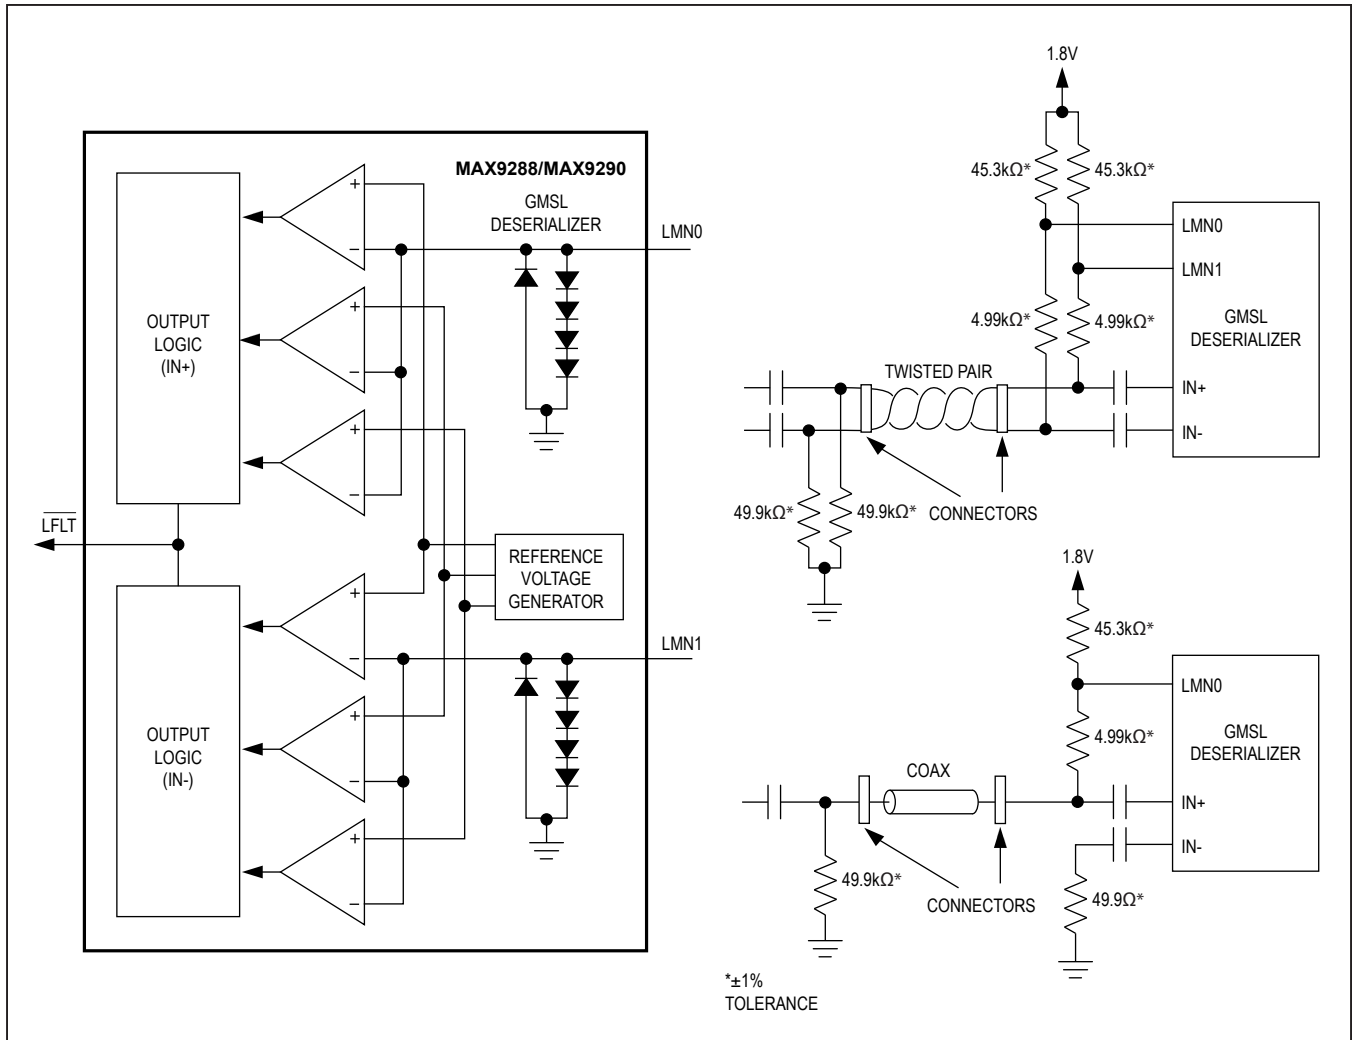 MAX9288/MAX9290
GMSL
DESERIALIZER
LMN0
+
−
+
−
+
−
OUTPUT
LOGIC
(IN+)
LFLT
REFERENCE
VOLTAGE
GENERATOR
LMN1
+
−
+
−
+
−
OUTPUT
LOGIC
(IN-)
1.8V
45.3kΩ*
45.3kΩ*
LMN0
LMN1
4.99kΩ*
4.99kΩ*
GMSL
DESERIALIZER
TWISTED PAIR
IN+
IN-
49.9kΩ*
49.9kΩ*
CONNECTORS
1.8V
45.3kΩ*
LMN0
4.99kΩ*
GMSL
DESERIALIZER
COAX
IN+
IN-
49.9kΩ*
CONNECTORS
49.9Ω*
*±1%
TOLERANCE